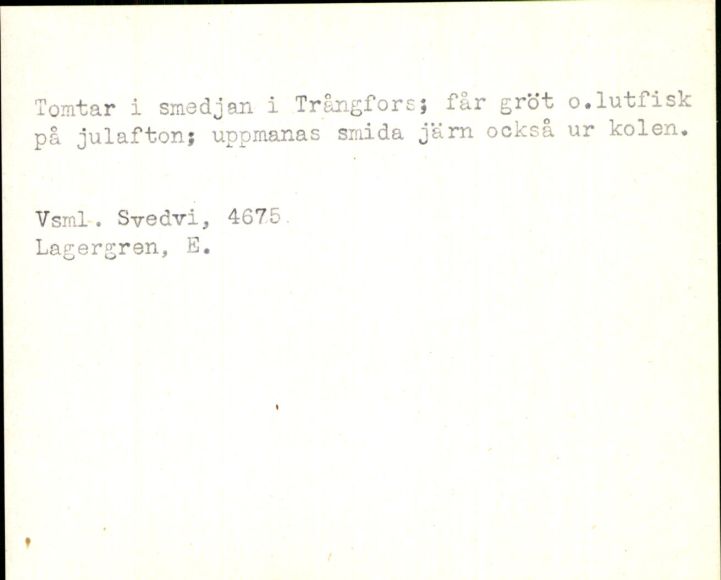 Tomtar i smedjan i Trångfors; får gröt o.lutfisk
på julafton; uppmanas smida järn också ur kolen.
Vsml. Svedvi, 4675.
Lagergren, E.